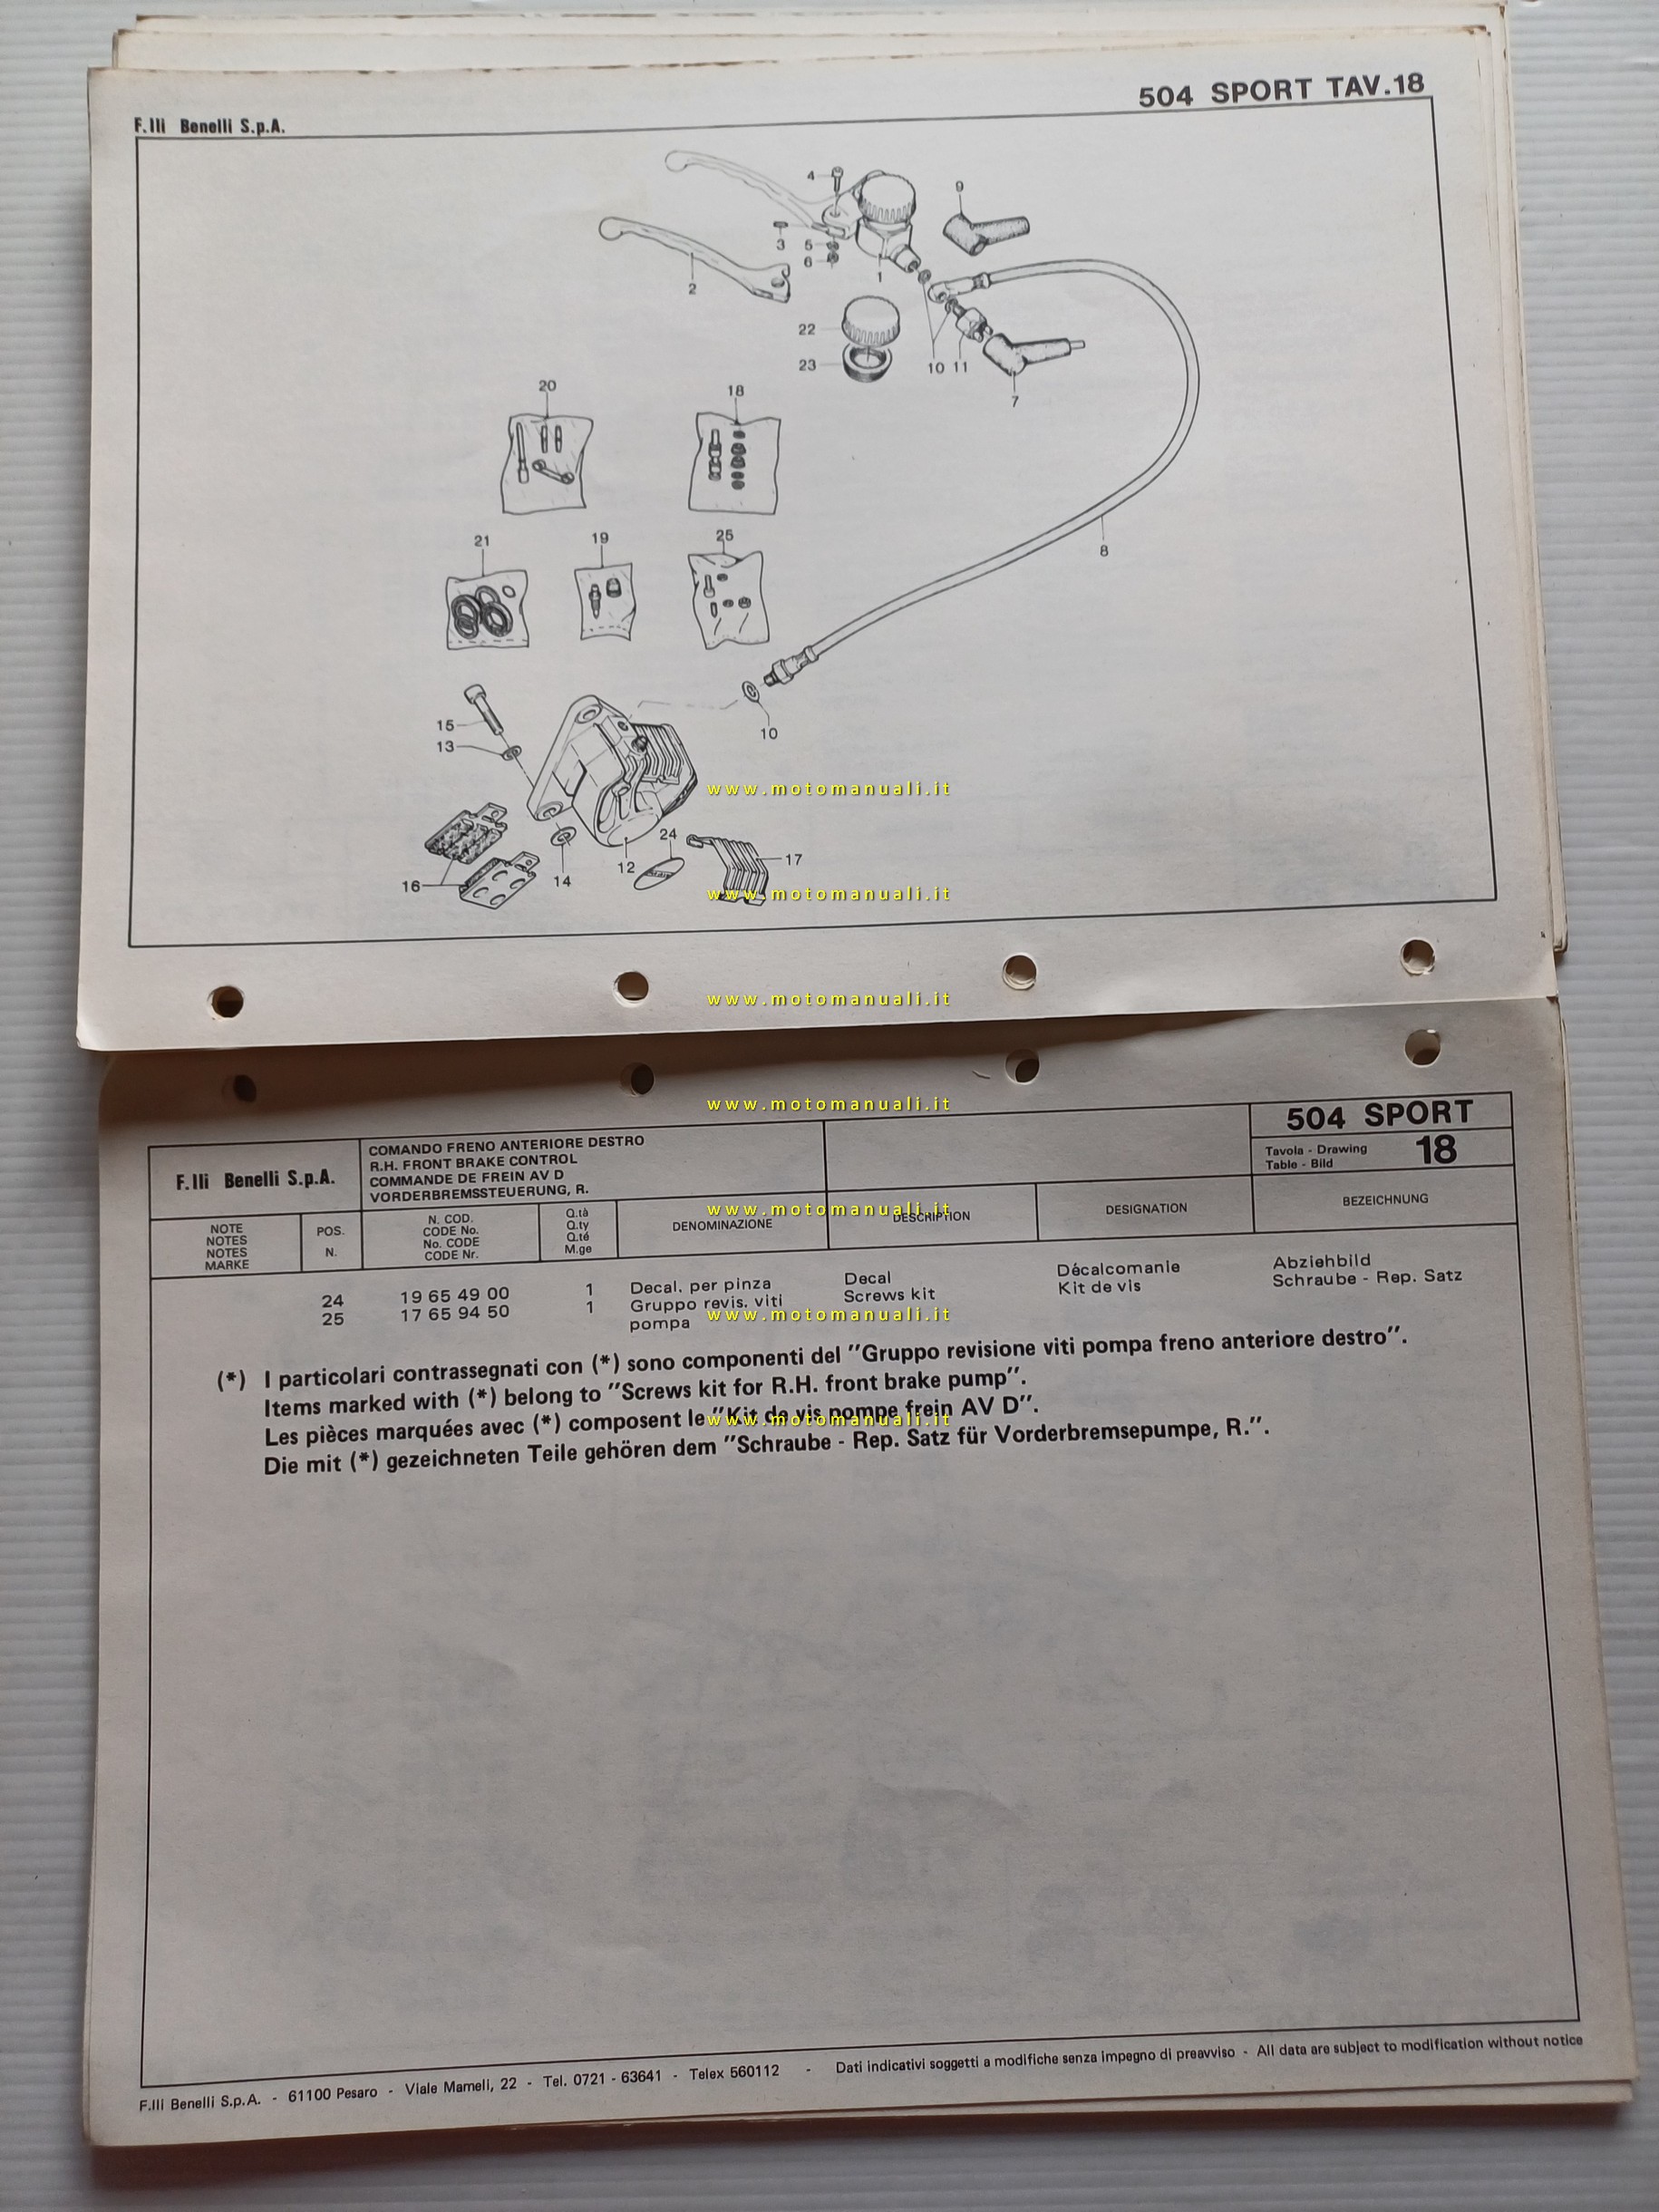 504 SPORT TAV.18
F.lli Benelli S.p.A.
4
9
3
5
6
1
2
22
23
10 11
7
20
18
8
21
19
25
15
13
10
www.motomanuali.it
24
17
12
14
16
www.motomanuali.it
www.motomanuali.it
www.motomanuali.it
F.lli Benelli S.p.A.
COMANDO FRENO ANTERIORE DESTRO
R.H. FRONT BRAKE CONTROL
COMMANDE DE FREIN AV D
VORDERBREMSSTEUERUNG, R.
504 SPORT
Tavola - Drawing
Table - Bild
18
NOTE
NOTES
NOTES
MARKE
POS.
N.
N. COD.
CODE No.
No. CODE
CODE Nr.
Q.tà
Q.ty
Q.té
M.ge
DENOMINAZIONE
DESCRIPTION
DESIGNATION
BEZEICHNUNG
www.motomanuali.it
24 19 65 49 00 1 Decal. per pinza Decal Décalcomanie Abziehbild
25 17 65 94 50 1 Gruppo revis. viti Screws kit Kit de vis Schraube - Rep. Satz
pompa
www.motomanuali.it
(*) I particolari contrassegnati con (*) sono componenti del "Gruppo revisione viti pompa freno anteriore destro".
Items marked with (*) belong to "Screws kit for R.H. front brake pump".
Les pièces marquées avec (*) composent le "Kit de vis pompe frein AV D".
www.motomanuali.it
Die mit (*) gezeichneten Teile gehören dem "Schraube - Rep. Satz für Vorderbremsepumpe, R.".
F.lli Benelli S.p.A. - 61100 Pesaro - Viale Mameli, 22 - Tel. 0721 - 63641 - Telex 560112 - Dati indicativi soggetti a modifiche senza impegno di preavviso - All data are subject to modification without notice